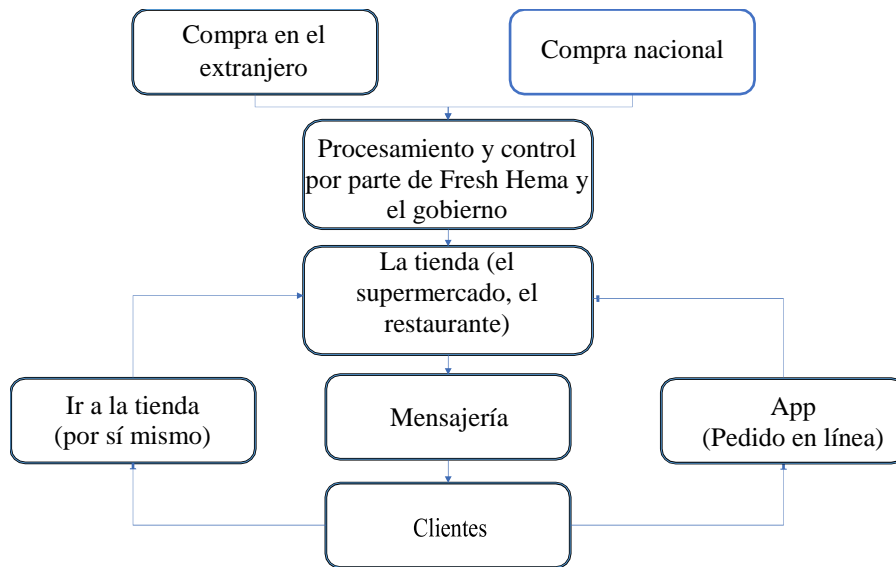 Compra en el
extranjero
Compra nacional
Procesamiento y control
por parte de Fresh Hema y
el gobierno
La tienda (el
supermercado, el
restaurante)
Ir a la tienda
(por sí mismo)
Mensajería
App
(Pedido en línea)
Clientes